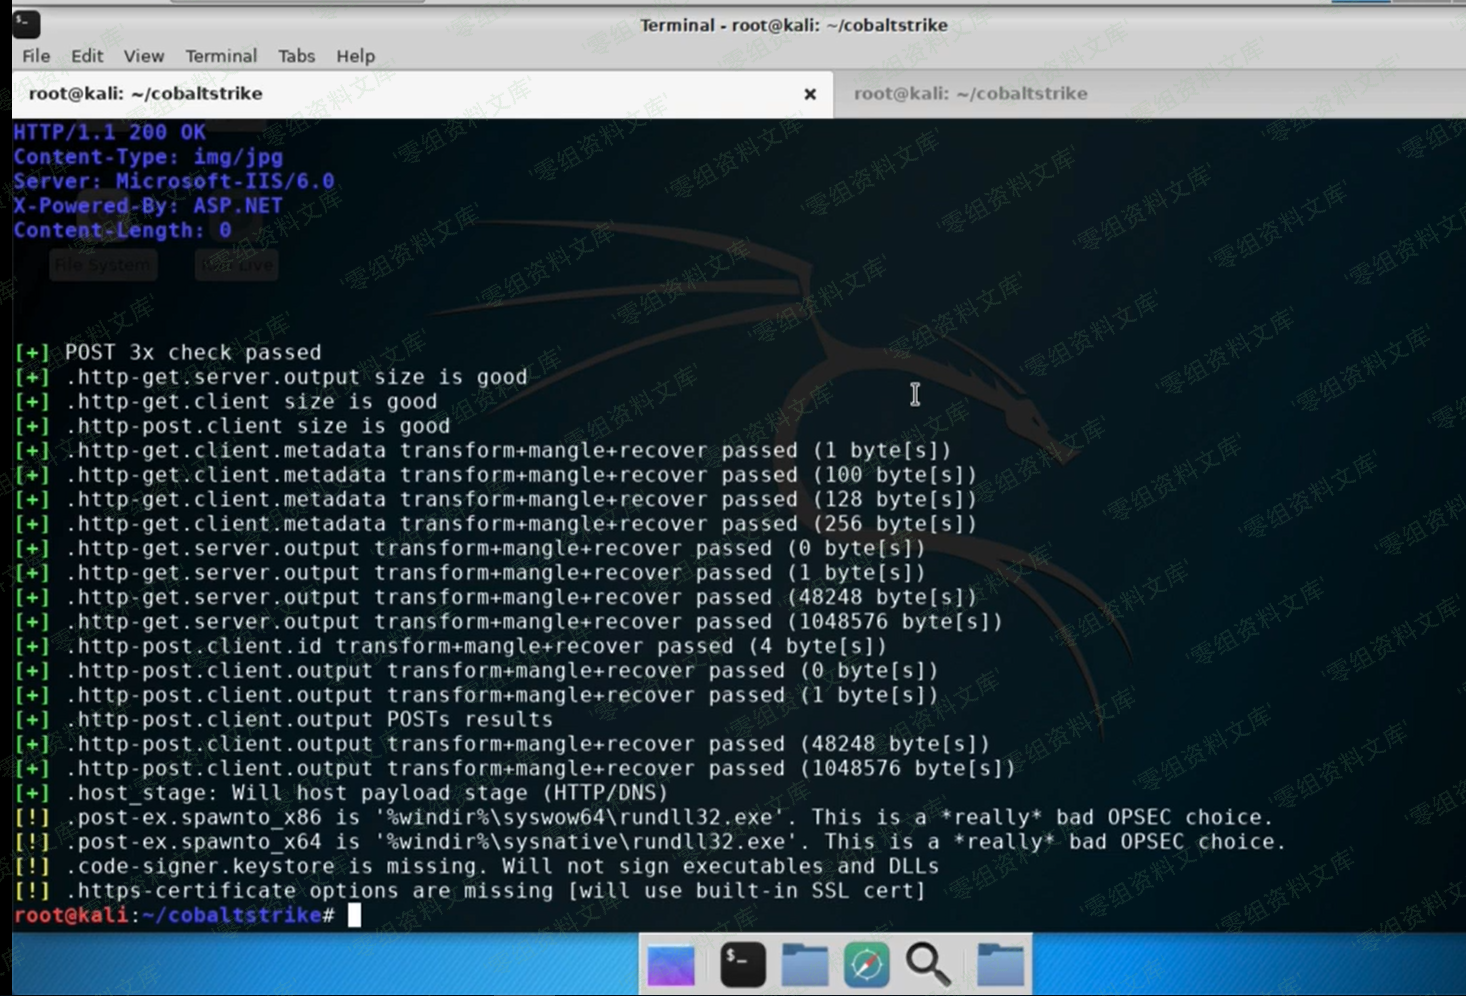 Terminal - root@kali: ~/cobaltstrike
File Edit View Terminal Tabs Help
root@kali: ~/cobaltstrike
root@kali: ~/cobaltstrike
HTTP/1.1 200 OK
Content-Type: img/jpg
Server: Microsoft-IIS/6.0
X-Powered-By: ASP.NET
Content-Length: 0
File System
[+] POST 3x check passed
[+] .http-get.server.output size is good
[+] .http-get.client size is good
[+] .http-post.client size is good
[+] .http-get.client.metadata transform+mangle+recover passed (1 byte[s])
[+] .http-get.client.metadata transform+mangle+recover passed (100 byte[s])
[+] .http-get.client.metadata transform+mangle+recover passed (128 byte[s])
[+] .http-get.client.metadata transform+mangle+recover passed (256 byte[s])
[+] .http-get.server.output transform+mangle+recover passed (0 byte[s])
[+] .http-get.server.output transform+mangle+recover passed (1 byte[s])
[+] .http-get.server.output transform+mangle+recover passed (48248 byte[s])
[+] .http-get.server.output transform+mangle+recover passed (1048576 byte[s])
[+] .http-post.client.id transform+mangle+recover passed (4 byte[s])
[+] .http-post.client.output transform+mangle+recover passed (0 byte[s])
[+] .http-post.client.output transform+mangle+recover passed (1 byte[s])
[+] .http-post.client.output POSTs results
[+] .http-post.client.output transform+mangle+recover passed (48248 byte[s])
[+] .http-post.client.output transform+mangle+recover passed (1048576 byte[s])
[+] .host_stage: Will host payload stage (HTTP/DNS)
[!] .post-ex.spawnto_x86 is '%windir%\syswow64\rundll32.exe'. This is a *really* bad OPSEC choice.
[!] .post-ex.spawnto_x64 is '%windir%\sysnative\rundll32.exe'. This is a *really* bad OPSEC choice.
[!] .code-signer.keystore is missing. Will not sign executables and DLLs
[!] .https-certificate options are missing [will use built-in SSL cert]
root@kali:~/cobaltstrike#
$_
'零组资料文库'